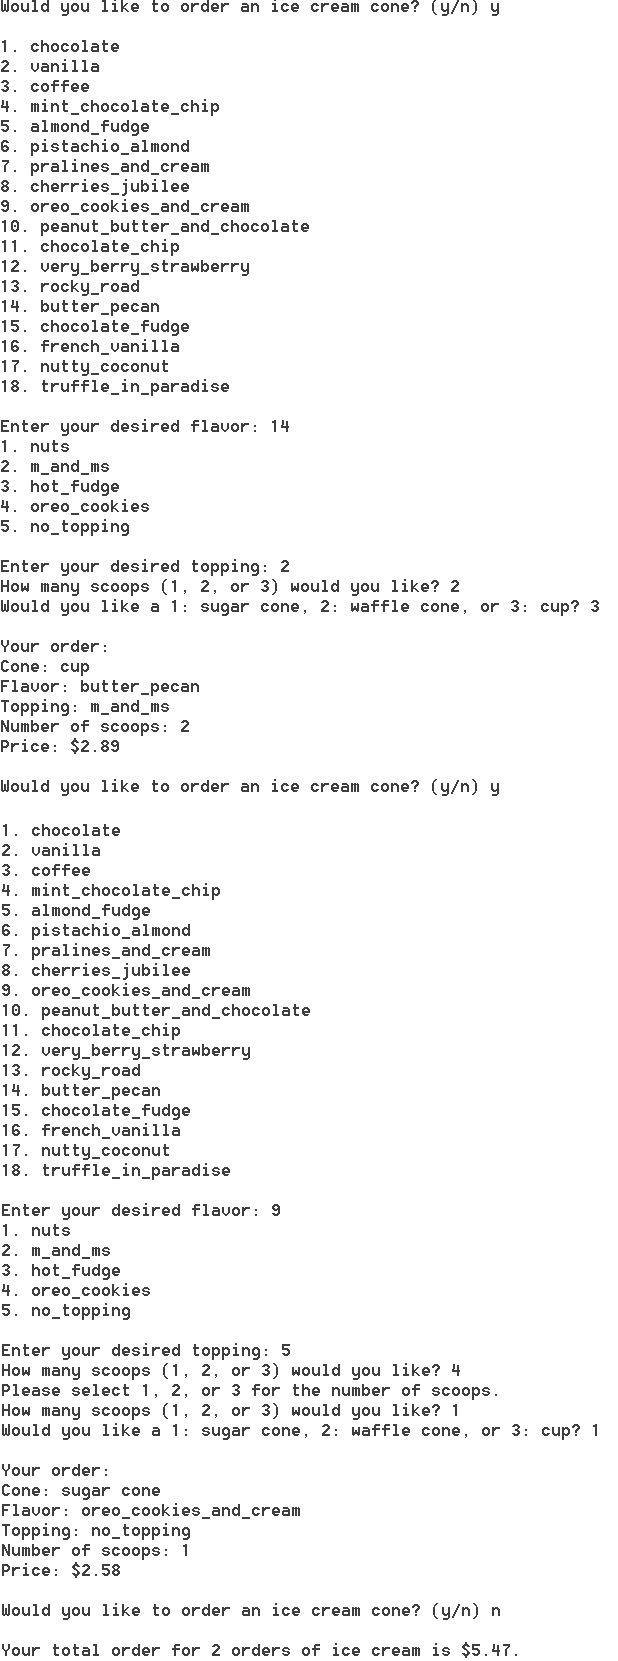 Would you like to order an ice cream cone? (y/n) y
1. chocolate
2. vanilla
3. coffee
4. mint_chocolate_chip
5. almond_fudge
6. pistachio_almond
7. pralines_and_cream
8. cherries_jubilee
9. oreo_cookies_and_cream
10. peanut_butter_and_chocolate
11. chocolate_chip
12. very_berry_strawberry
13. rocky_road
14. butter_pecan
15. chocolate_fudge
16. french_vanilla
17. nutty_coconut
18. truffle_in_paradise
Enter your desired flavor: 14
1. nuts
2. m_and_ms
3. hot_fudge
4. oreo_cookies
5. no_topping
Enter your desired topping: 2
How many scoops (1, 2, or 3) would you like? 2
Would you like a 1: sugar cone, 2: waffle cone, or 3: cup? 3
Your order:
Cone: cup
Flavor: butter_pecan
Topping: m_and_ms
Number of scoops: 2
Price: $2.89
Would you like to order an ice cream cone? (y/n) y
1. chocolate
2. vanilla
3. coffee
4. mint_chocolate_chip
5. almond_fudge
6. pistachio_almond
7. pralines_and_cream
8. cherries_jubilee
9. oreo_cookies_and_cream
10. peanut_butter_and_chocolate
11. chocolate_chip
12. very_berry_strawberry
13. rocky_road
14. butter_pecan
15. chocolate_fudge
16. french_vanilla
17. nutty_coconut
18. truffle_in_paradise
Enter your desired flavor: 9
1. nuts
2. m_and_ms
3. hot_fudge
4. oreo_cookies
5. no_topping
Enter your desired topping: 5
How many scoops (1, 2, or 3) would you like? 4
Please select 1, 2, or 3 for the number of scoops.
How many scoops (1, 2, or 3) would you like? 1
Would you like a 1: sugar cone, 2: waffle cone, or 3: cup? 1
Your order:
Cone: sugar cone
Flavor: oreo_cookies_and_cream
Topping: no_topping
Number of scoops: 1
Price: $2.58
Would you like to order an ice cream cone? (y/n) n
Your total order for 2 orders of ice cream is $5.47.